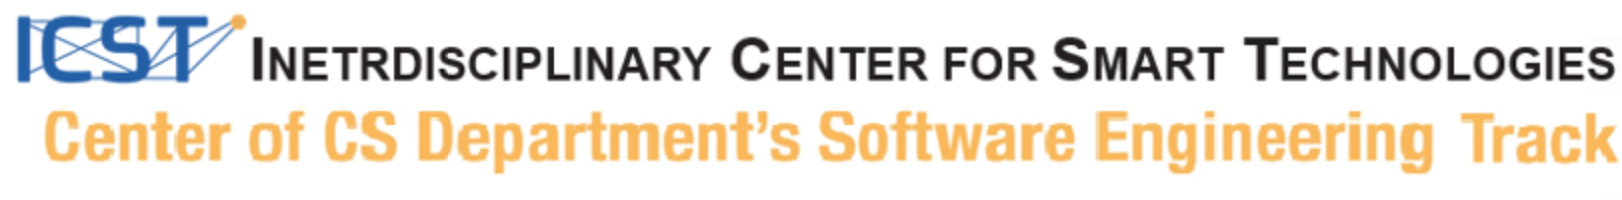 ICST INETRDISCIPLINARY CENTER FOR SMART TECHNOLOGIES
Center of CS Department's Software Engineering Track